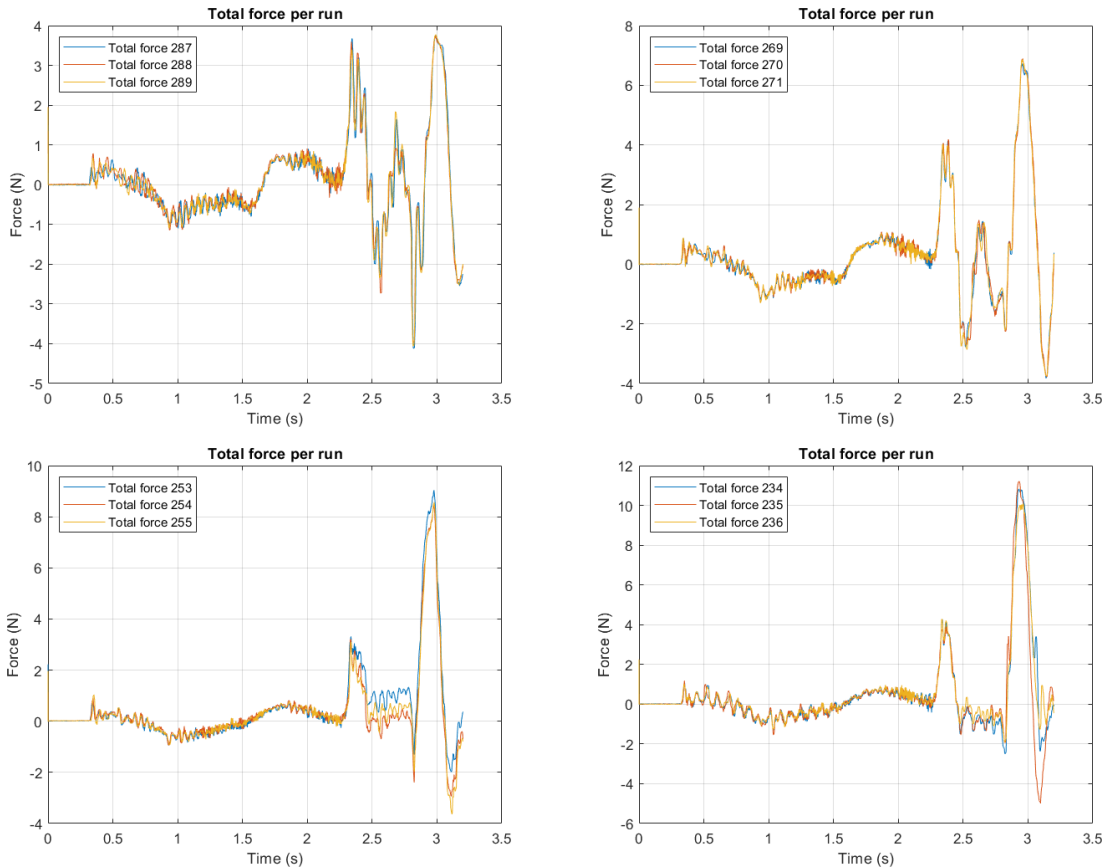 Total force per run
4
3
2
1
0
-1
-2
-3
-4
-5
Force (N)
Total force 287
Total force 288
Total force 289
0 0.5 1 1.5 2 2.5 3 3.5
Time (s)
Total force per run
8
6
4
2
0
-2
-4
Force (N)
Total force 269
Total force 270
Total force 271
0 0.5 1 1.5 2 2.5 3 3.5
Time (s)
Total force per run
10
8
6
4
2
0
-2
-4
Force (N)
Total force 253
Total force 254
Total force 255
0 0.5 1 1.5 2 2.5 3 3.5
Time (s)
Total force per run
12
10
8
6
4
2
0
-2
-4
-6
Force (N)
Total force 234
Total force 235
Total force 236
0 0.5 1 1.5 2 2.5 3 3.5
Time (s)